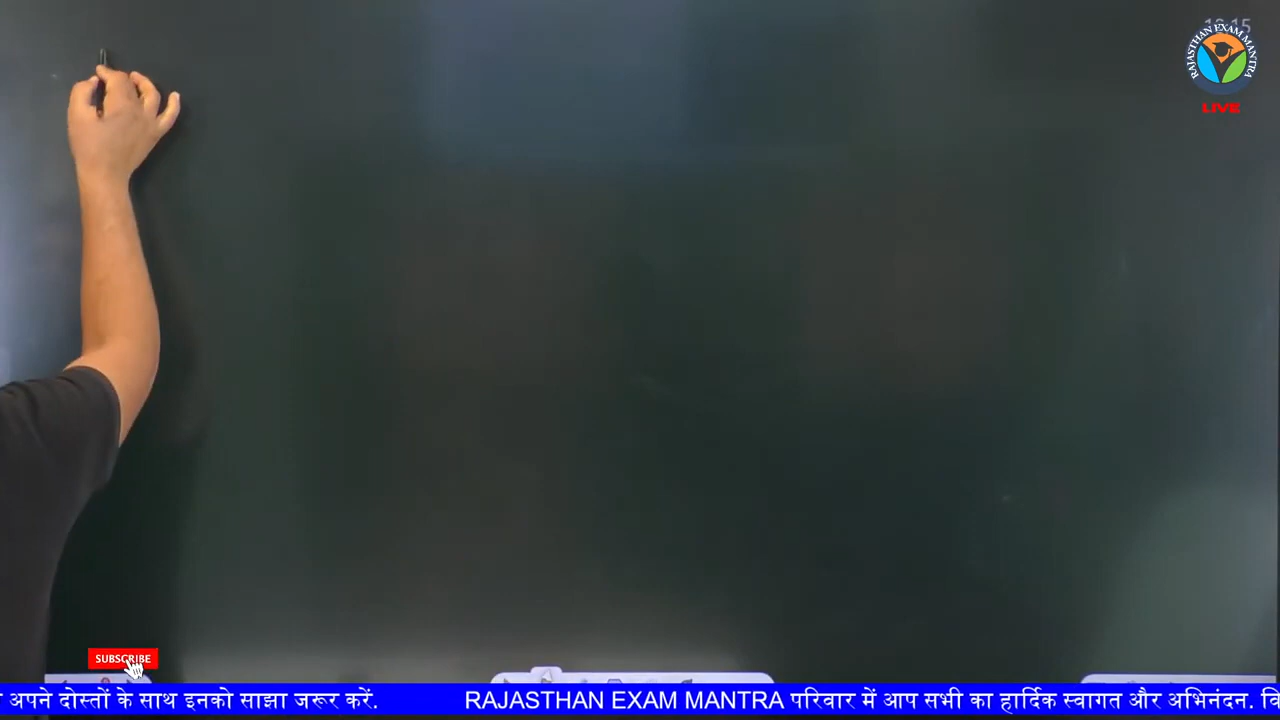 RAJASTHAN EXAM MANTRA
LIVE
SUBSCRIBE
अपने दोस्तों के साथ इनको साझा जरूर करें. RAJASTHAN EXAM MANTRA परिवार में आप सभी का हार्दिक स्वागत और अभिनंदन.